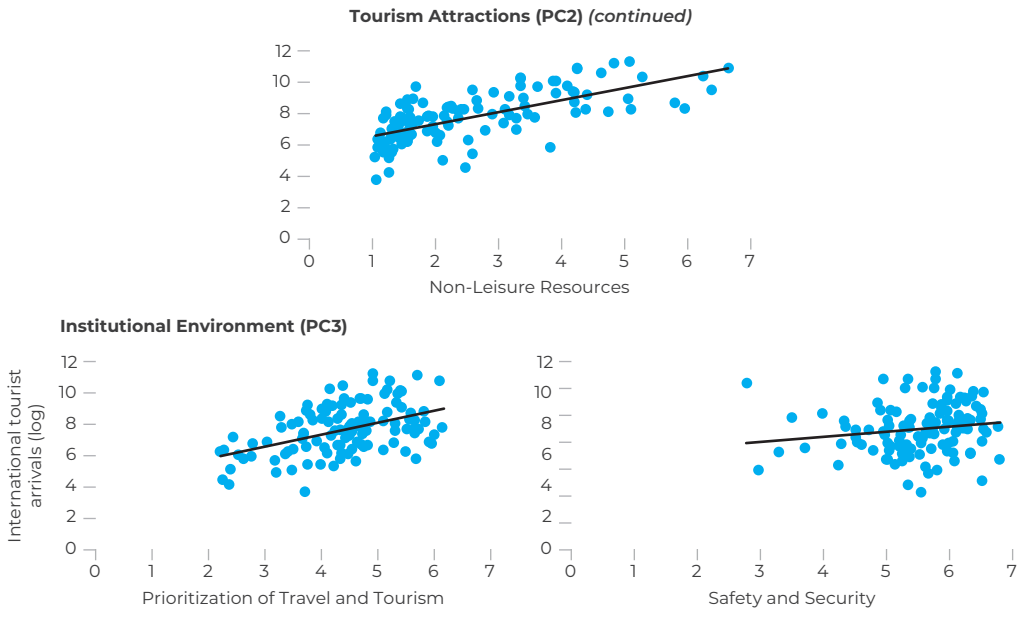 Tourism Attractions (PC2) (continued)
12
10
8
6
4
2
0
0 1 2 3 4 5 6 7
Non-Leisure Resources
Institutional Environment (PC3)
International tourist
arrivals (log)
12
10
8
6
4
2
0
0 1 2 3 4 5 6 7
Prioritization of Travel and Tourism
12
10
8
6
4
2
0
0 1 2 3 4 5 6 7
Safety and Security